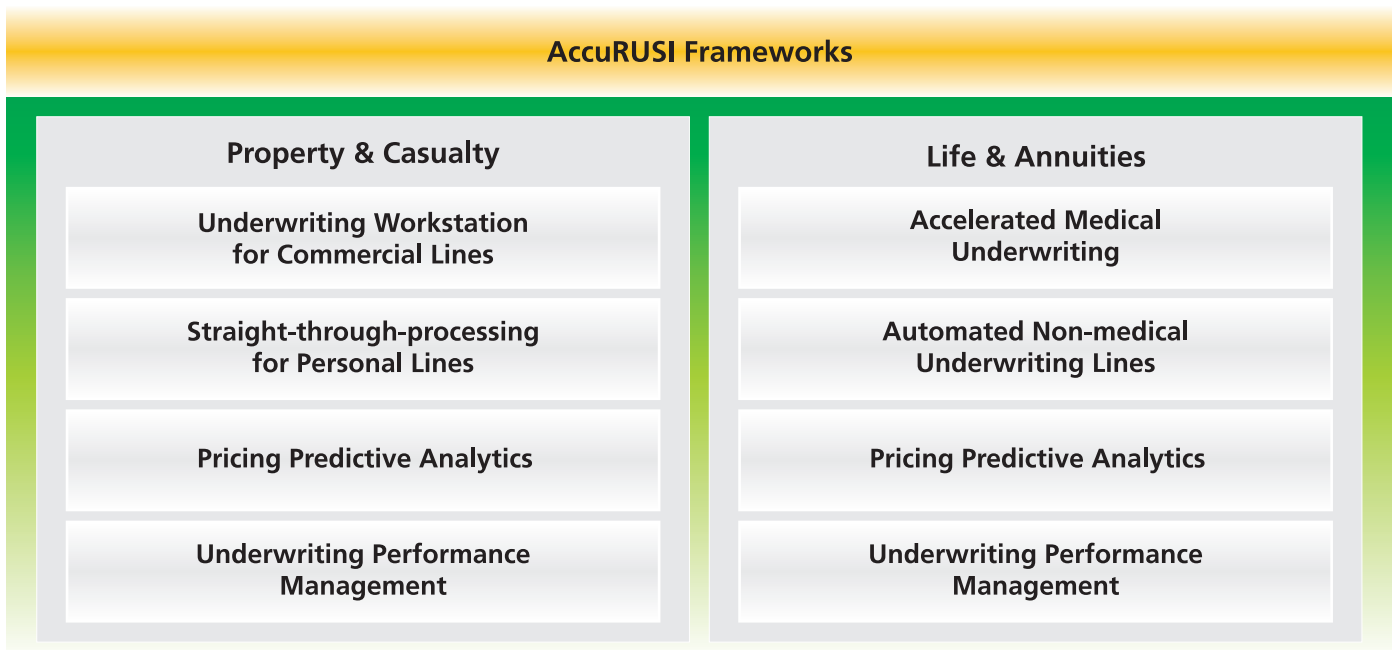 AccuRUSI Frameworks
Property & Casualty
Underwriting Workstation
for Commercial Lines
Straight-through-processing
for Personal Lines
Pricing Predictive Analytics
Underwriting Performance
Management
Life & Annuities
Accelerated Medical
Underwriting
Automated Non-medical
Underwriting Lines
Pricing Predictive Analytics
Underwriting Performance
Management